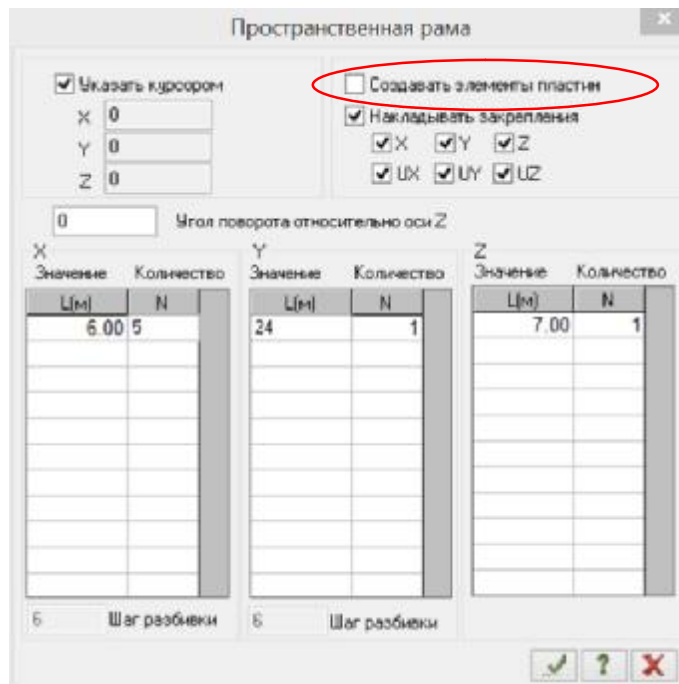 Пространственная рама
Указать курсором
Создавать элементы пластин
X 0
Накладывать закрепления
Y 0
X Y Z
Z 0
UX UY UZ
0 Угол поворота относительно оси Z
X Y Z
Значение Количество Значение Количество Значение Количество
L(м) N L(м) N L(м) N
6.00 5 24 1 7.00 1
6 Шаг разбивки 6 Шаг разбивки
?